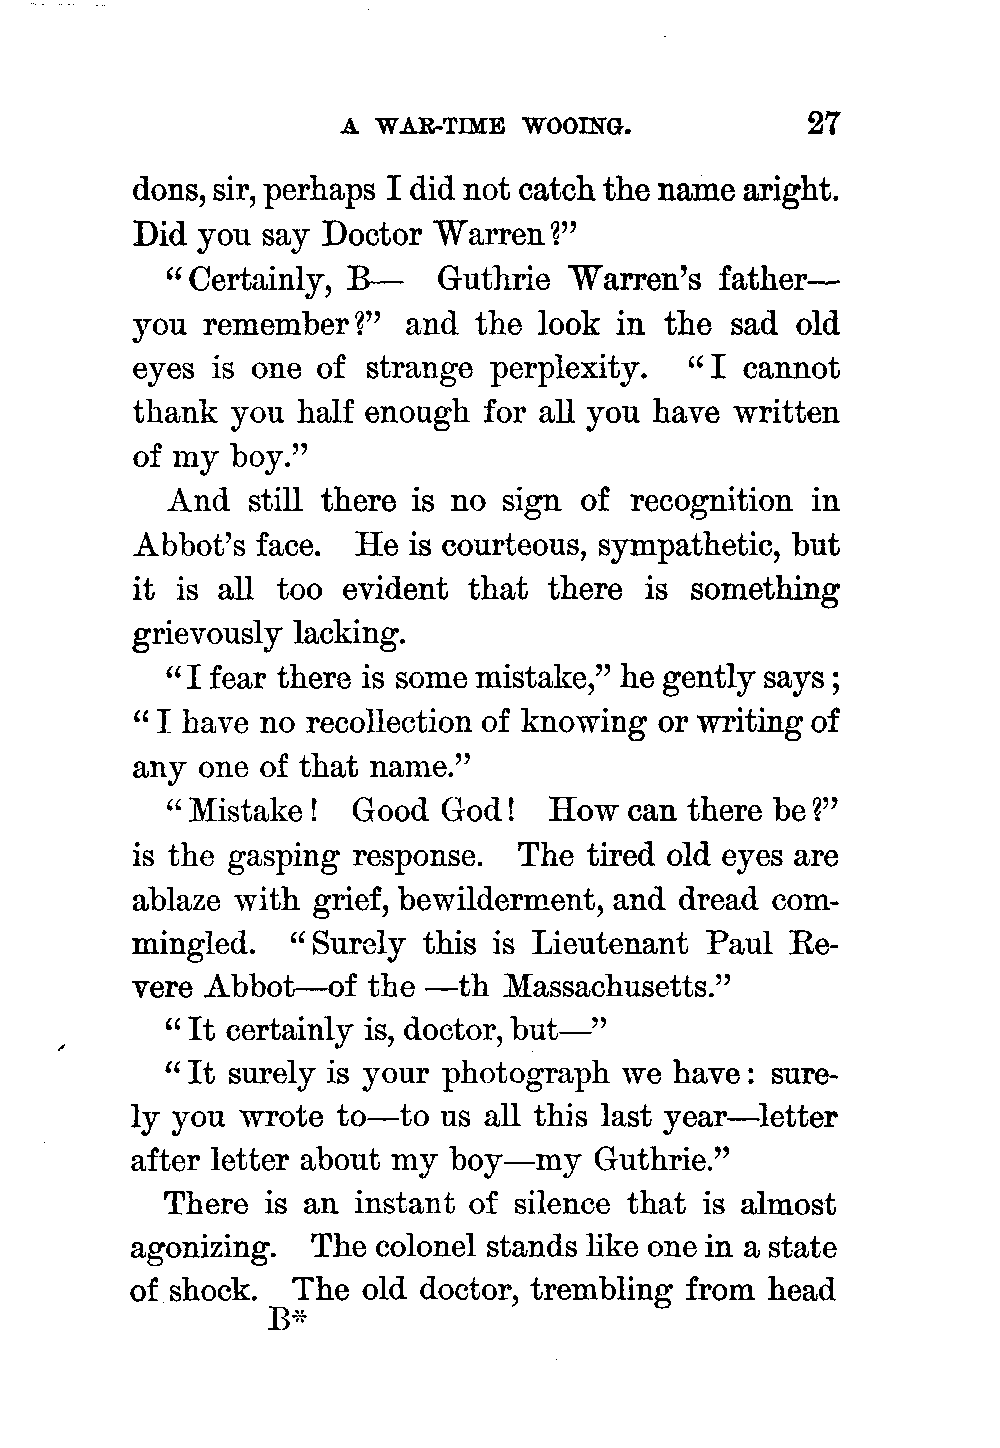 A WAR-TIME WOOING. 27
dons, sir, perhaps I did not catch the name aright.
Did you say Doctor Warren?”
“Certainly, B— Guthrie Warren’s father—
you remember?” and the look in the sad old
eyes is one of strange perplexity. “I cannot
thank you half enough for all you have written
of my boy.”
And still there is no sign of recognition in
Abbot’s face. He is courteous, sympathetic, but
it is all too evident that there is something
grievously lacking.
“I fear there is some mistake,” he gently says;
“I have no recollection of knowing or writing of
any one of that name.”
“Mistake! Good God! How can there be?”
is the gasping response. The tired old eyes are
ablaze with grief, bewilderment, and dread com-
mingled. “Surely this is Lieutenant Paul Re-
vere Abbot—of the —th Massachusetts.”
“It certainly is, doctor, but—”
“It surely is your photograph we have: sure-
ly you wrote to—to us all this last year—letter
after letter about my boy—my Guthrie.”
There is an instant of silence that is almost
agonizing. The colonel stands like one in a state
of shock. The old doctor, trembling from head
B*